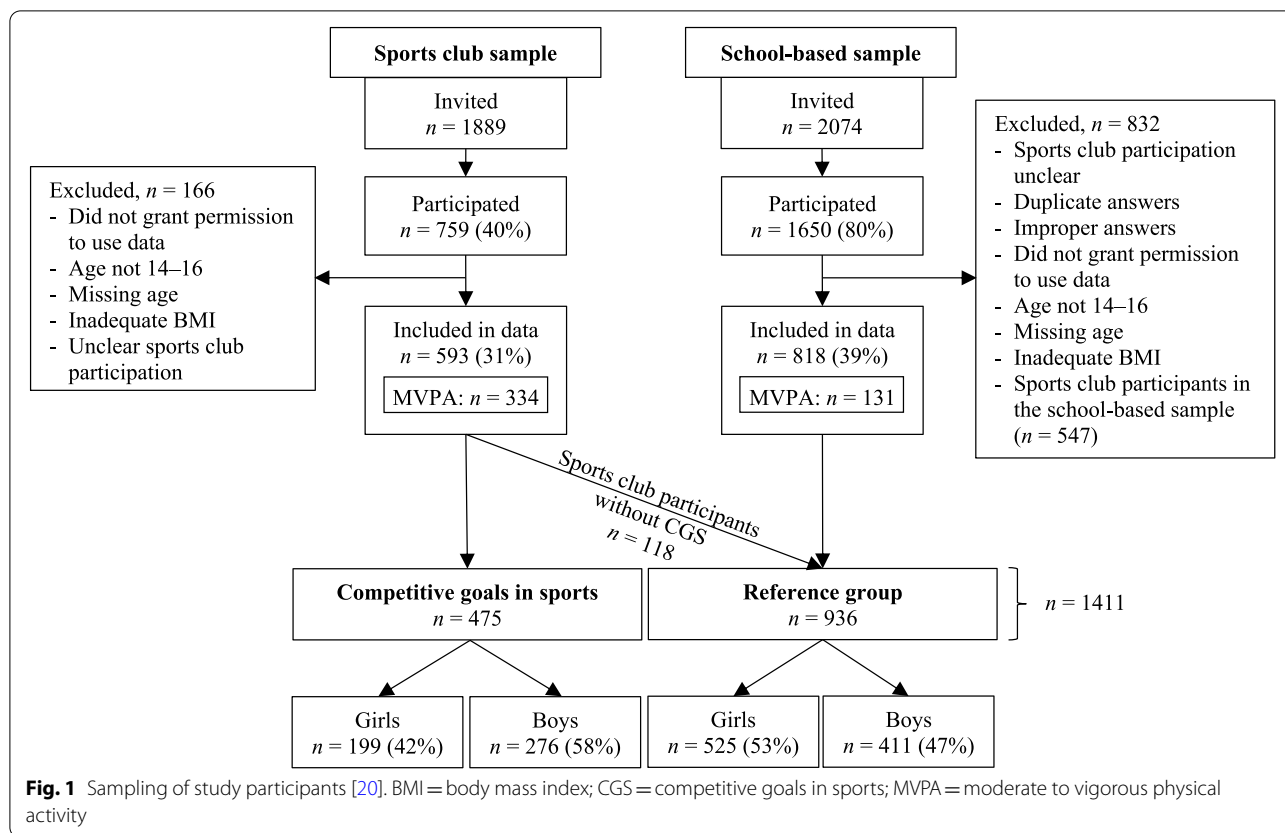 Sports club sample
School-based sample
Invited
n = 1889
Invited
n = 2074
Excluded, n = 166
- Did not grant permission
to use data
- Age not 14–16
- Missing age
- Inadequate BMI
- Unclear sports club
participation
Participated
n = 759 (40%)
Participated
n = 1650 (80%)
Excluded, n = 832
- Sports club participation
unclear
- Duplicate answers
- Improper answers
- Did not grant permission
to use data
- Age not 14–16
- Missing age
- Inadequate BMI
- Sports club participants in
the school-based sample
(n = 547)
Included in data
n = 593 (31%)
MVPA: n = 334
Included in data
n = 818 (39%)
MVPA: n = 131
Sports club participants
without CGS
n = 118
Competitive goals in sports
n = 475
Reference group
n = 936
n = 1411
Girls
n = 199 (42%)
Boys
n = 276 (58%)
Girls
n = 525 (53%)
Boys
n = 411 (47%)
Fig. 1 Sampling of study participants [20]. BMI = body mass index; CGS = competitive goals in sports; MVPA = moderate to vigorous physical
activity